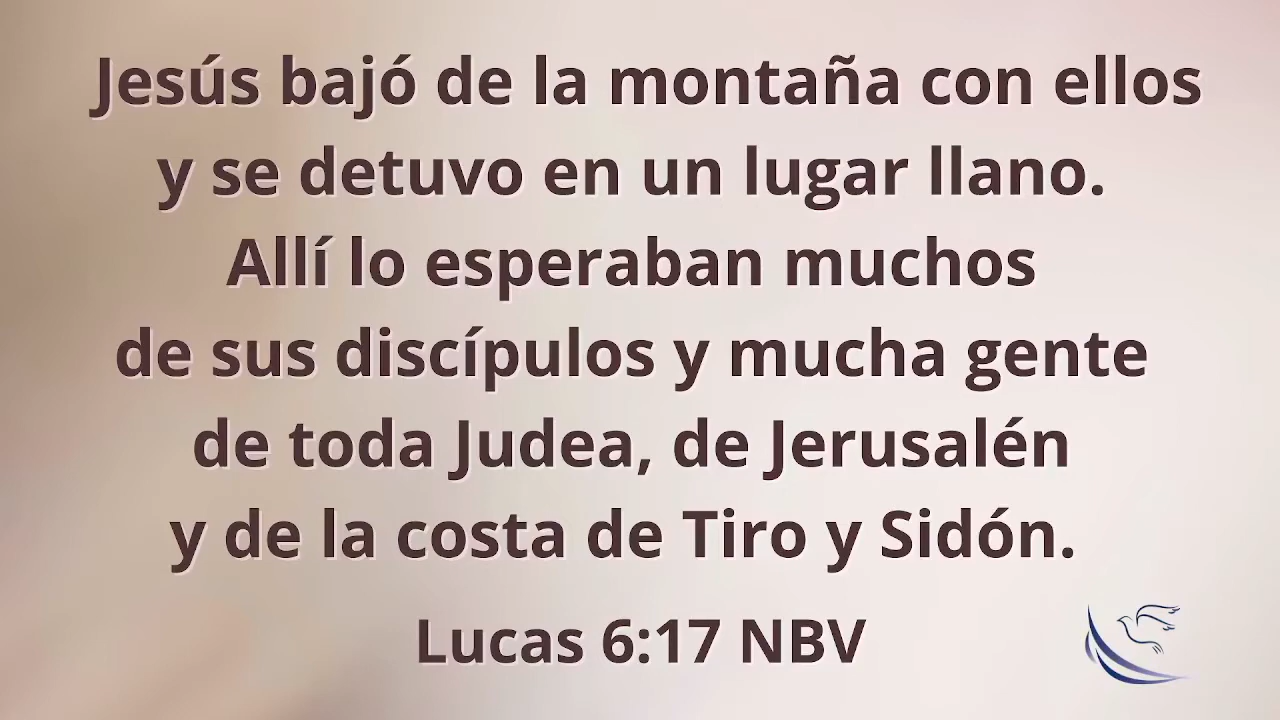 Jesús bajó de la montaña con ellos
y se detuvo en un lugar llano.
Allí lo esperaban muchos
de sus discípulos y mucha gente
de toda Judea, de Jerusalén
y de la costa de Tiro y Sidón.
Lucas 6:17 NBV